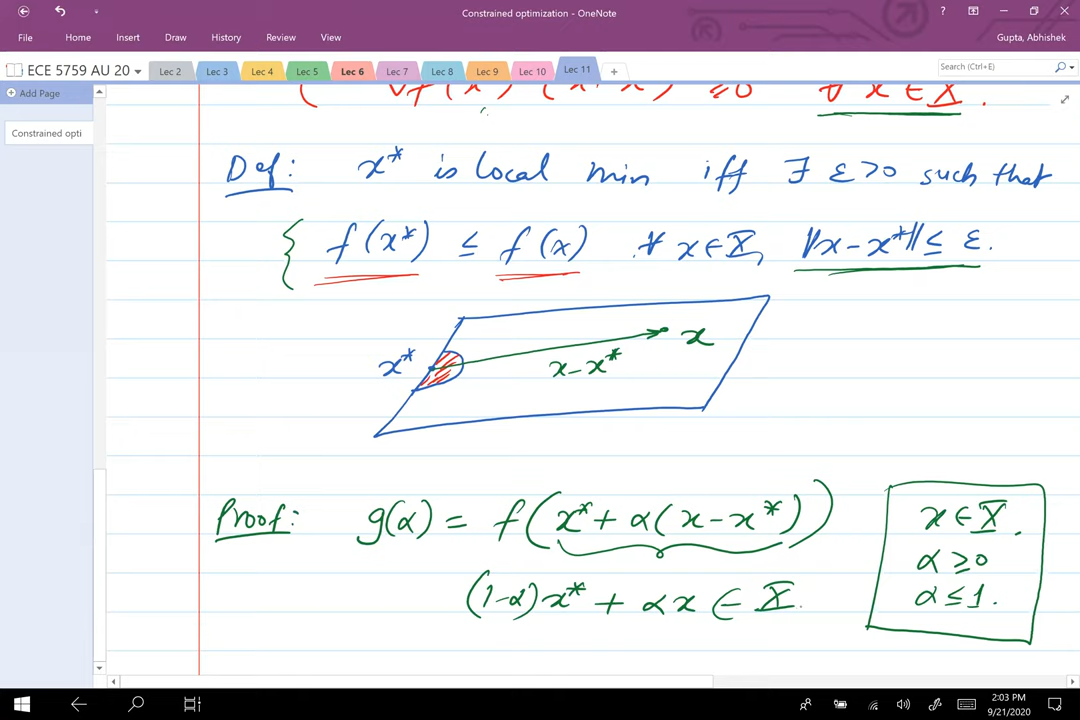 Constrained optimization - OneNote
?
File Home Insert Draw History Review View Gupta, Abhishek
ECE 5759 AU 20 Lec 2 Lec 3 Lec 4 Lec 5 Lec 6 Lec 7 Lec 8 Lec 9 Lec 10 Lec 11 + Search (Ctrl+E)
Add Page
Constrained opti
∀ x ∈ X.
Def: x* is local min iff ∃ ε>0 such that
{ f(x*) ≤ f(x) ∀ x∈X, ‖x-x*‖ ≤ ε.
x* x
x-x*
Proof: g(α) = f(x*+α(x-x*))
(1-α)x* + αx ∈ X.
x∈X.
α≥0
α≤1.
2:03 PM
9/21/2020